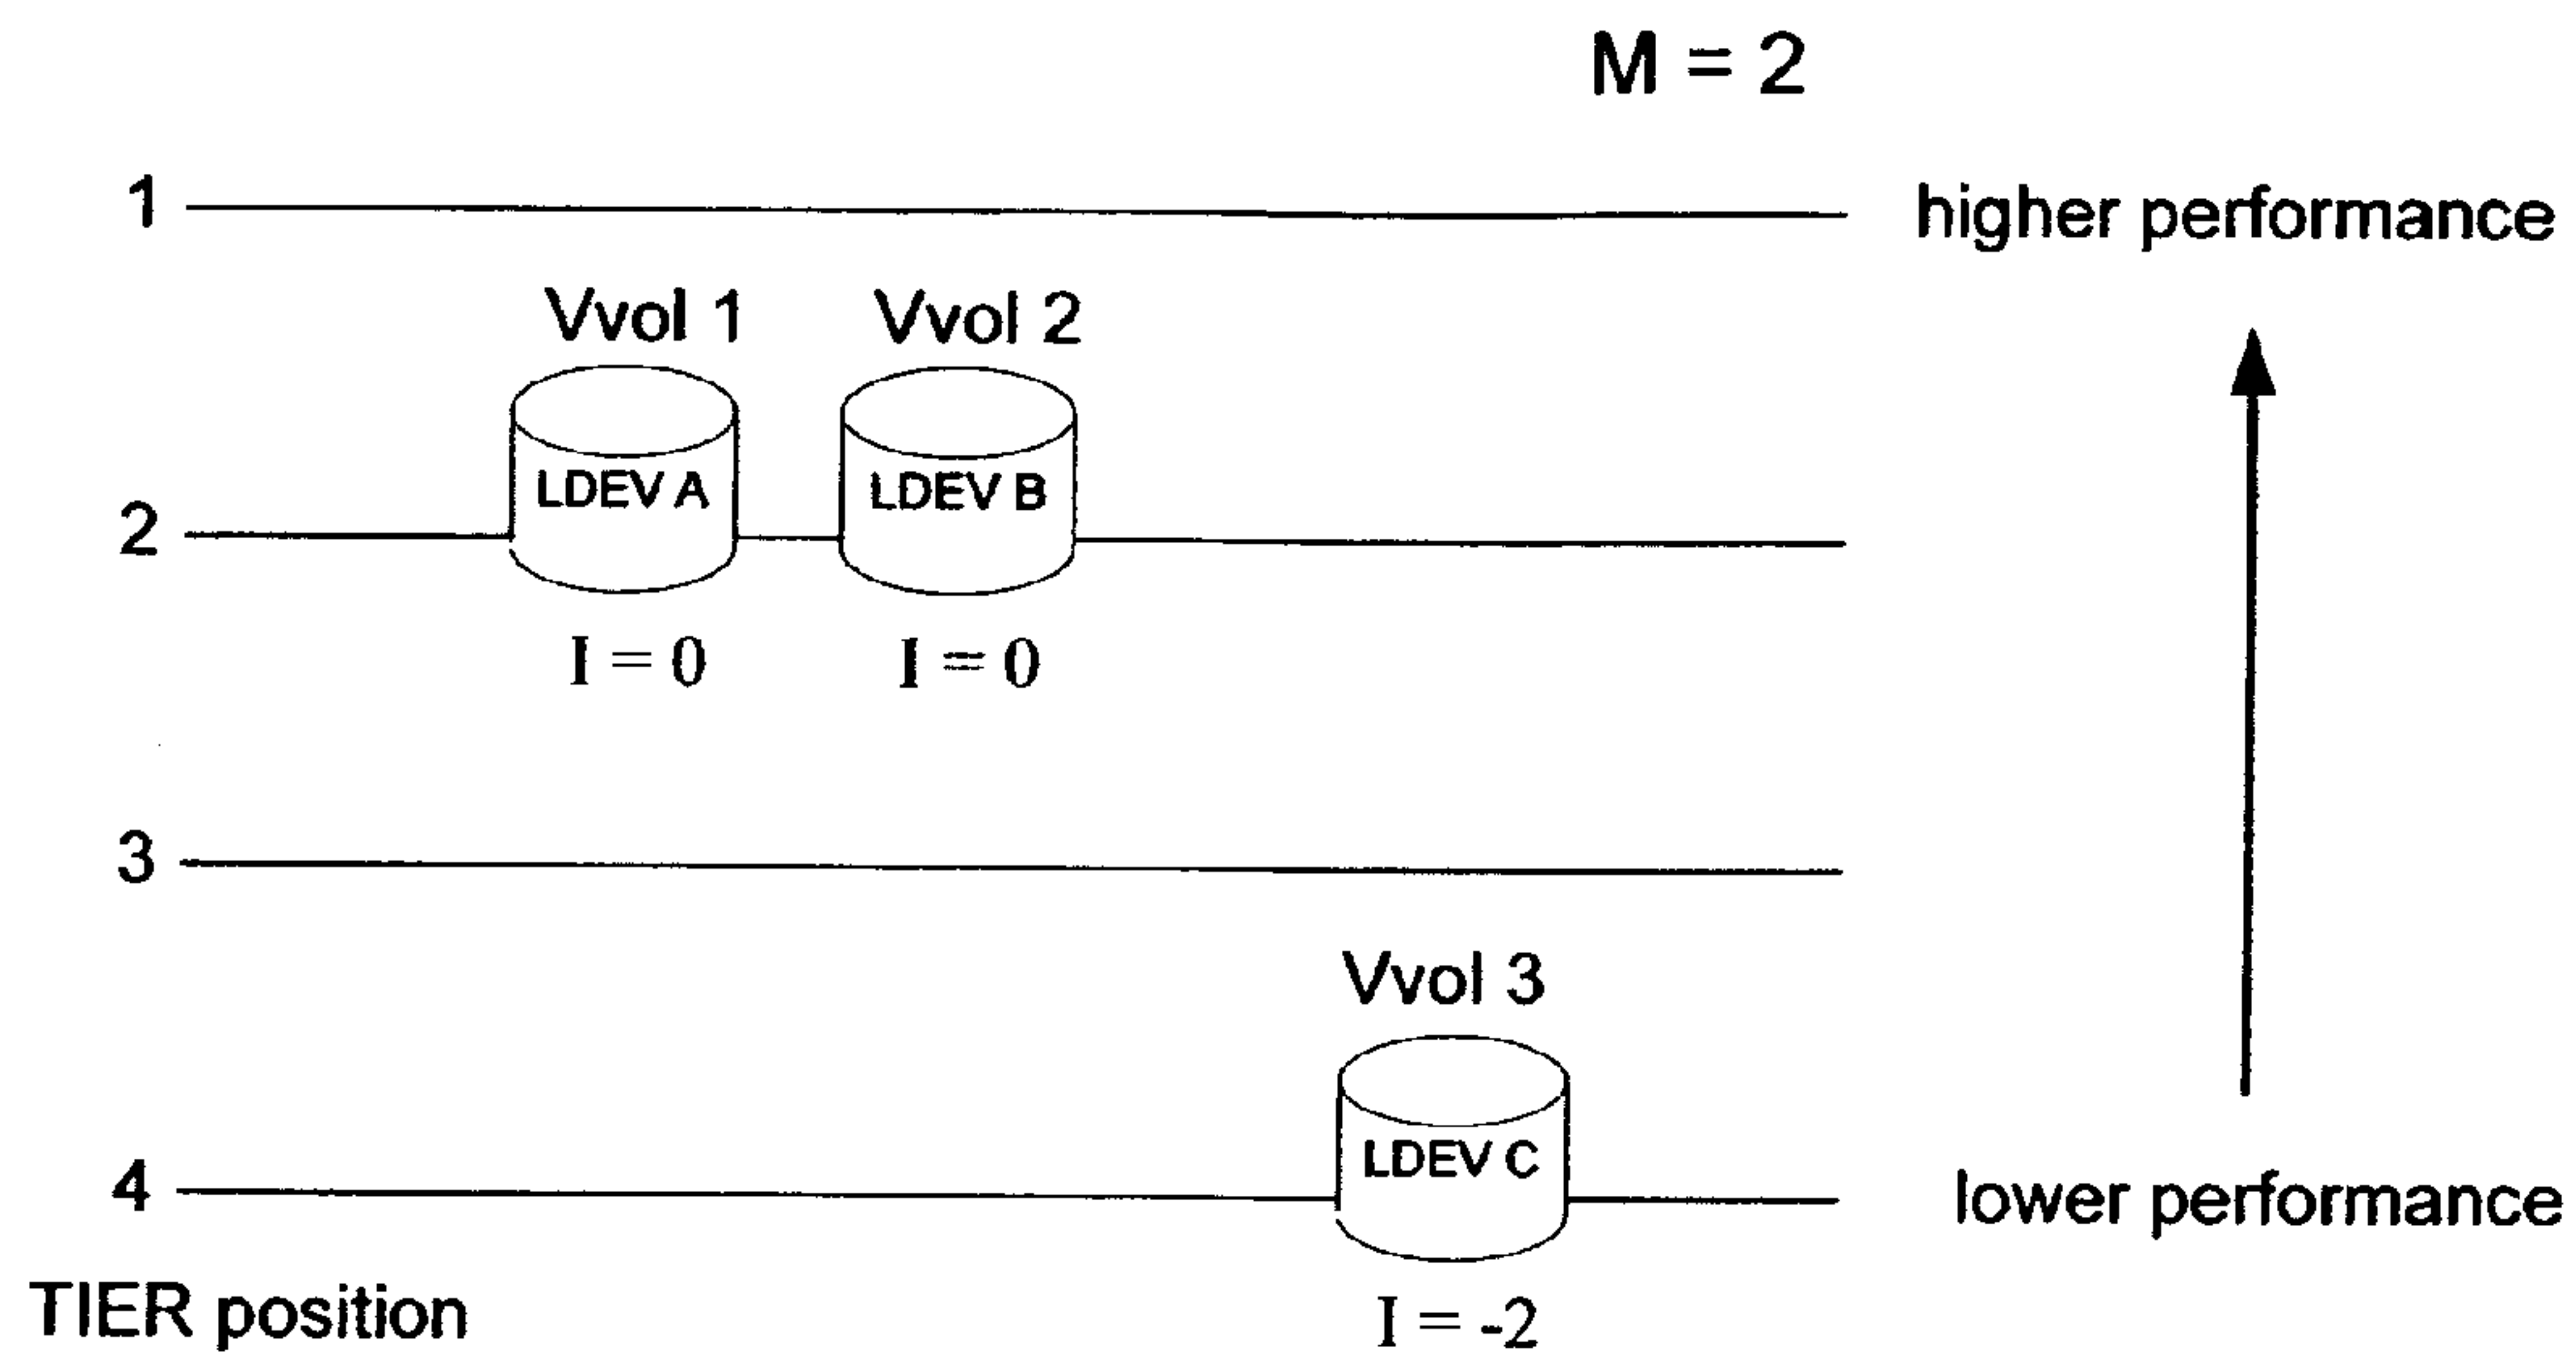 M = 2
1
higher performance
Vvol 1
Vvol 2
LDEV A
LDEV B
2
I = 0
I = 0
3
Vvol 3
LDEV C
4
lower performance
TIER position
I = -2